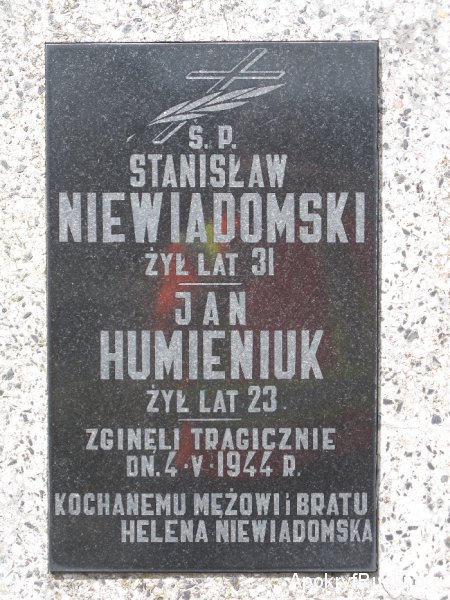 Ś. P.
STANISŁAW
NIEWIADOMSKI
ŻYŁ LAT 31
JAN
HUMIENIUK
ŻYŁ LAT 23
ZGINELI TRAGICZNIE
DN. 4 · V · 1944 R.
KOCHANEMU MĘŻOWI i BRATU
HELENA NIEWIADOMSKA